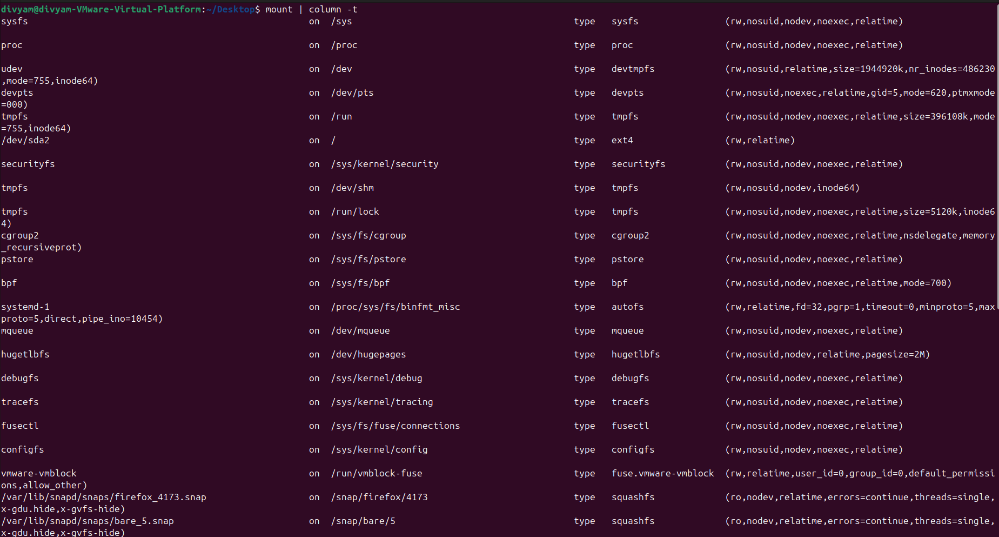 divyam@divyam-VMware-Virtual-Platform:~/Desktop$ mount | column -t
sysfs on /sys type sysfs (rw,nosuid,nodev,noexec,relatime)
proc on /proc type proc (rw,nosuid,nodev,noexec,relatime)
udev on /dev type devtmpfs (rw,nosuid,relatime,size=1944920k,nr_inodes=486230
,mode=755,inode64)
devpts on /dev/pts type devpts (rw,nosuid,noexec,relatime,gid=5,mode=620,ptmxmode
=000)
tmpfs on /run type tmpfs (rw,nosuid,nodev,noexec,relatime,size=396108k,mode
=755,inode64)
/dev/sda2 on / type ext4 (rw,relatime)
securityfs on /sys/kernel/security type securityfs (rw,nosuid,nodev,noexec,relatime)
tmpfs on /dev/shm type tmpfs (rw,nosuid,nodev,inode64)
tmpfs on /run/lock type tmpfs (rw,nosuid,nodev,noexec,relatime,size=5120k,inode6
4)
cgroup2 on /sys/fs/cgroup type cgroup2 (rw,nosuid,nodev,noexec,relatime,nsdelegate,memory
_recursiveprot)
pstore on /sys/fs/pstore type pstore (rw,nosuid,nodev,noexec,relatime)
bpf on /sys/fs/bpf type bpf (rw,nosuid,nodev,noexec,relatime,mode=700)
systemd-1 on /proc/sys/fs/binfmt_misc type autofs (rw,relatime,fd=32,pgrp=1,timeout=0,minproto=5,max
proto=5,direct,pipe_ino=10454)
mqueue on /dev/mqueue type mqueue (rw,nosuid,nodev,noexec,relatime)
hugetlbfs on /dev/hugepages type hugetlbfs (rw,nosuid,nodev,relatime,pagesize=2M)
debugfs on /sys/kernel/debug type debugfs (rw,nosuid,nodev,noexec,relatime)
tracefs on /sys/kernel/tracing type tracefs (rw,nosuid,nodev,noexec,relatime)
fusectl on /sys/fs/fuse/connections type fusectl (rw,nosuid,nodev,noexec,relatime)
configfs on /sys/kernel/config type configfs (rw,nosuid,nodev,noexec,relatime)
vmware-vmblock on /run/vmblock-fuse type fuse.vmware-vmblock (rw,relatime,user_id=0,group_id=0,default_permissi
ons,allow_other)
/var/lib/snapd/snaps/firefox_4173.snap on /snap/firefox/4173 type squashfs (ro,nodev,relatime,errors=continue,threads=single,
x-gdu.hide,x-gvfs-hide)
/var/lib/snapd/snaps/bare_5.snap on /snap/bare/5 type squashfs (ro,nodev,relatime,errors=continue,threads=single,
x-gdu.hide,x-gvfs-hide)